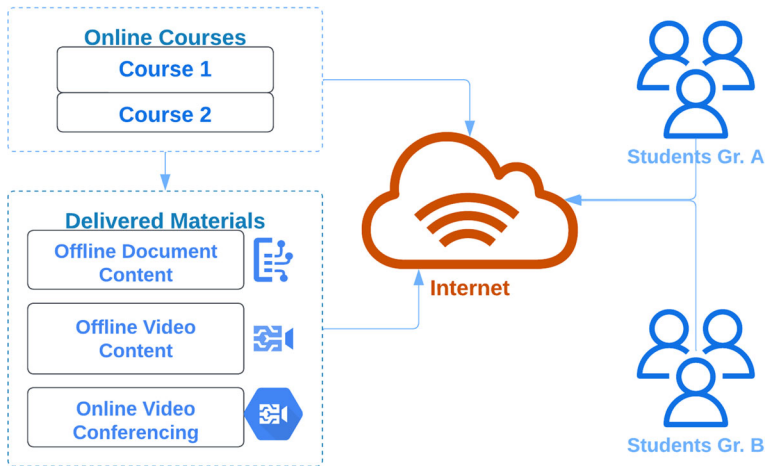 Online Courses
Course 1
Course 2
Delivered Materials
Offline Document
Content
Offline Video
Content
Online Video
Conferencing
Internet
Students Gr. A
Students Gr. B